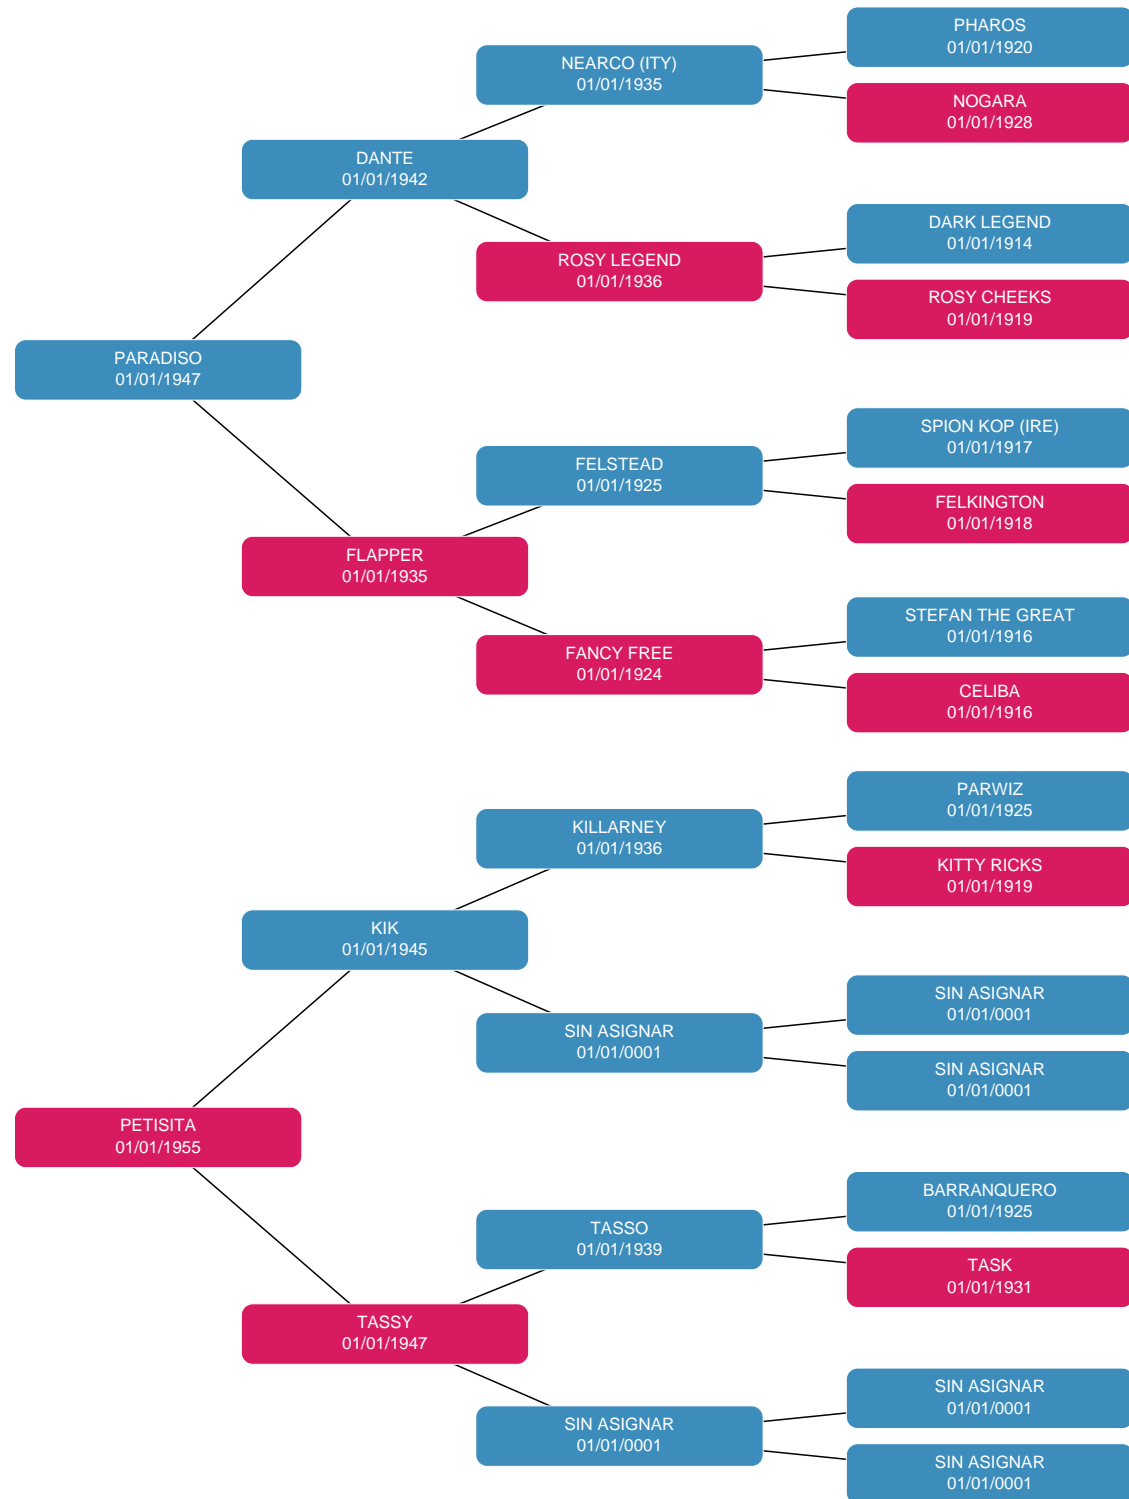 PHAROS
01/01/1920
NEARCO (ITY)
01/01/1935
NOGARA
01/01/1928
DANTE
01/01/1942
DARK LEGEND
01/01/1914
ROSY LEGEND
01/01/1936
ROSY CHEEKS
01/01/1919
PARADISO
01/01/1947
SPION KOP (IRE)
01/01/1917
FELSTEAD
01/01/1925
FELKINGTON
01/01/1918
FLAPPER
01/01/1935
STEFAN THE GREAT
01/01/1916
FANCY FREE
01/01/1924
CELIBA
01/01/1916
PARWIZ
01/01/1925
KILLARNEY
01/01/1936
KITTY RICKS
01/01/1919
KIK
01/01/1945
SIN ASIGNAR
01/01/0001
SIN ASIGNAR
01/01/0001
SIN ASIGNAR
01/01/0001
PETISITA
01/01/1955
BARRANQUERO
01/01/1925
TASSO
01/01/1939
TASK
01/01/1931
TASSY
01/01/1947
SIN ASIGNAR
01/01/0001
SIN ASIGNAR
01/01/0001
SIN ASIGNAR
01/01/0001